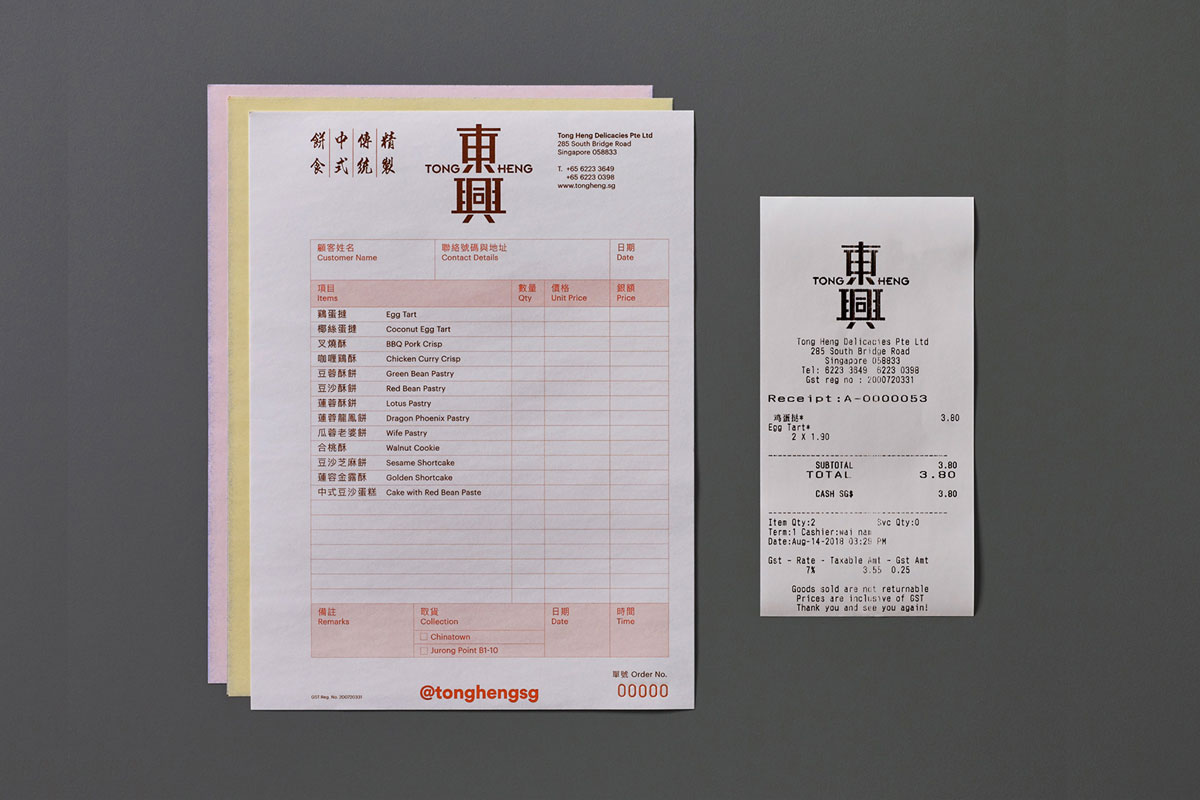 精製
傳統
中式
餅食
東
TONG HENG
興
Tong Heng Delicacies Pte Ltd
285 South Bridge Road
Singapore 058833
T. +65 6223 3649
+65 6223 0398
www.tongheng.sg
顧客姓名
Customer Name
聯絡號碼與地址
Contact Details
日期
Date
項目
Items
數量
Qty
價格
Unit Price
銀額
Price
鷄蛋撻 Egg Tart
椰絲蛋撻 Coconut Egg Tart
叉燒酥 BBQ Pork Crisp
咖喱鷄酥 Chicken Curry Crisp
豆蓉酥餅 Green Bean Pastry
豆沙酥餅 Red Bean Pastry
蓮蓉酥餅 Lotus Pastry
蓮蓉龍鳳餅 Dragon Phoenix Pastry
瓜蓉老婆餅 Wife Pastry
合桃酥 Walnut Cookie
豆沙芝麻餅 Sesame Shortcake
蓮容金露酥 Golden Shortcake
中式豆沙蛋糕 Cake with Red Bean Paste
備註
Remarks
取貨
Collection
Chinatown
Jurong Point B1-10
日期
Date
時間
Time
GST Reg. No. 200720331
@tonghengsg
單號 Order No.
00000
東
TONG HENG
興
Tong Heng Delicacies Pte Ltd
285 South Bridge Road
Singapore 058833
Tel: 6223 3649 6223 0398
Gst reg no : 2000720331
Receipt:A-0000053
鸡蛋挞* 3.80
Egg Tart*
2 X 1.90
SUBTOTAL 3.80
TOTAL 3.80
CASH SG$ 3.80
Item Qty:2 Svc Qty:0
Term:1 Cashier:wai nam
Date:Aug-14-2018 03:29 PM
Gst - Rate - Taxable Amt - Gst Amt
7% 3.55 0.25
Goods sold are not returnable
Prices are inclusive of GST
Thank you and see you again!